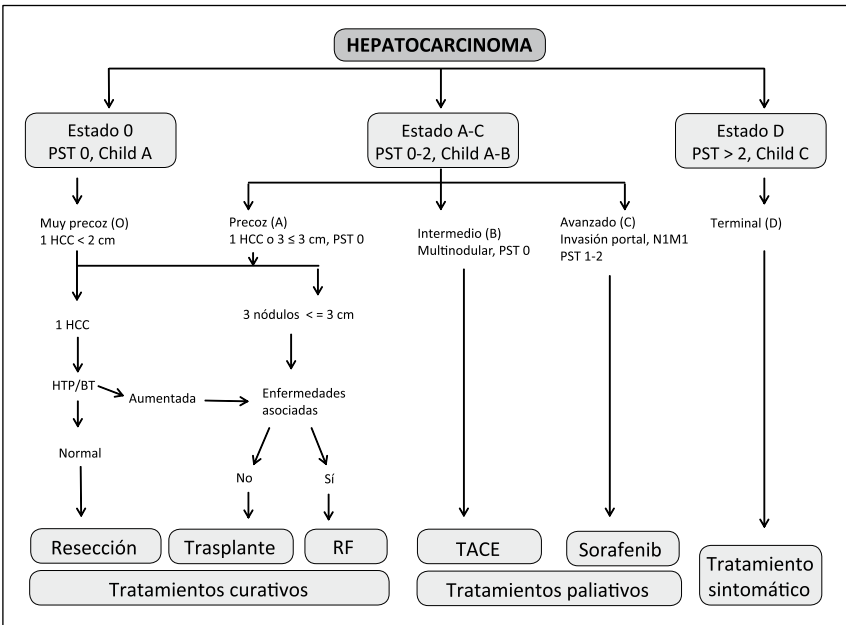 HEPATOCARCINOMA
Estado 0
PST 0, Child A
Estado A-C
PST 0-2, Child A-B
Estado D
PST > 2, Child C
Muy precoz (O)
1 HCC < 2 cm
Precoz (A)
1 HCC o 3 ≤ 3 cm, PST 0
Intermedio (B)
Multinodular, PST 0
Avanzado (C)
Invasión portal, N1M1
PST 1-2
Terminal (D)
1 HCC
3 nódulos < = 3 cm
HTP/BT
Aumentada
Enfermedades
asociadas
Normal
No
Sí
Resección
Trasplante
RF
TACE
Sorafenib
Tratamiento
sintomático
Tratamientos curativos
Tratamientos paliativos